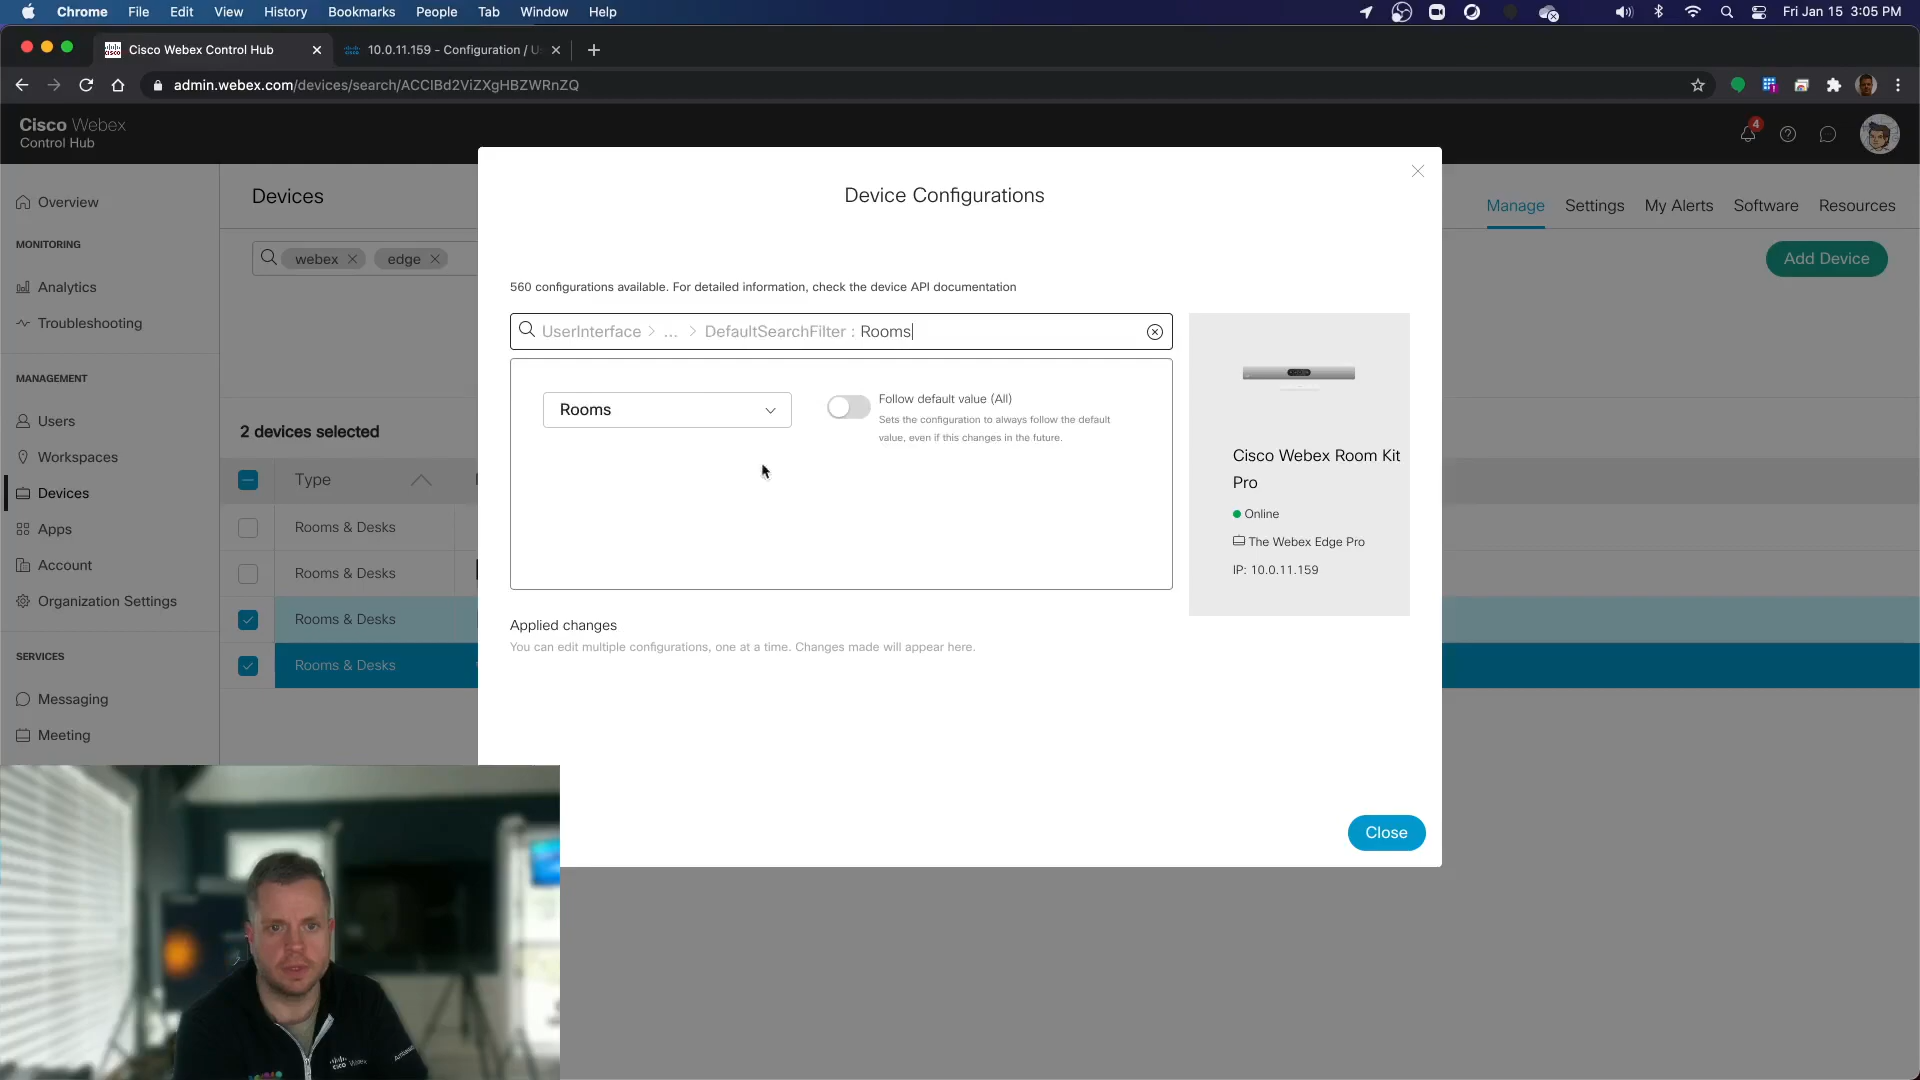 Chrome File Edit View History Bookmarks People Tab Window Help
Fri Jan 15 3:05 PM
Cisco Webex Control Hub
10.0.11.159 - Configuration / U
admin.webex.com/devices/search/ACCIBd2ViZXgHBZWRnZQ
Cisco Webex
Control Hub
4
Overview
MONITORING
Analytics
Troubleshooting
MANAGEMENT
Users
Workspaces
Devices
Apps
Account
Organization Settings
SERVICES
Messaging
Meeting
Devices
Manage Settings My Alerts Software Resources
webex edge
Add Device
2 devices selected
Type
Rooms & Desks
Rooms & Desks
Rooms & Desks
Rooms & Desks
Device Configurations
560 configurations available. For detailed information, check the device API documentation
UserInterface > ... > DefaultSearchFilter : Rooms
Rooms
Follow default value (All)
Sets the configuration to always follow the default
value, even if this changes in the future.
Cisco Webex Room Kit
Pro
Online
The Webex Edge Pro
IP: 10.0.11.159
Applied changes
You can edit multiple configurations, one at a time. Changes made will appear here.
Close
cisco Webex